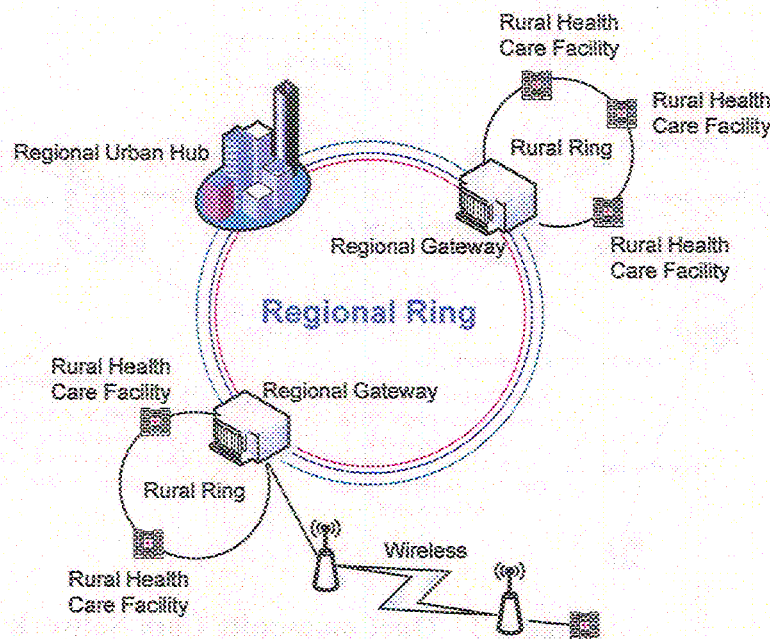 Rural Health
Care Facility
Rural Health
Care Facility
Rural Ring
Regional Urban Hub
Regional Gateway
Rural Health
Care Facility
Regional Ring
Rural Health
Care Facility
Regional Gateway
Rural Ring
Wireless
Rural Health
Care Facility